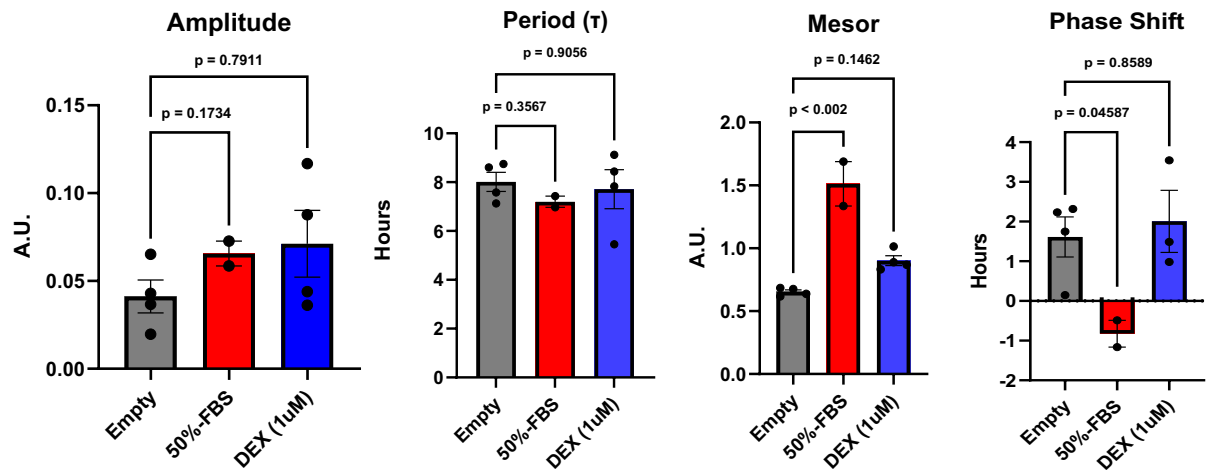 Amplitude
p = 0.7911
p = 0.1734
A.U.
0.15
0.10
0.05
0.00
Empty
50%-FBS
DEX (1uM)
Period (τ)
p = 0.9056
p = 0.3567
Hours
10
8
6
4
2
0
Empty
50%-FBS
DEX (1uM)
Mesor
p = 0.1462
p < 0.002
A.U.
2.0
1.5
1.0
0.5
0.0
Empty
50%-FBS
DEX (1uM)
Phase Shift
p = 0.8589
p = 0.04587
Hours
4
3
2
1
0
-1
-2
Empty
50%-FBS
DEX (1uM)